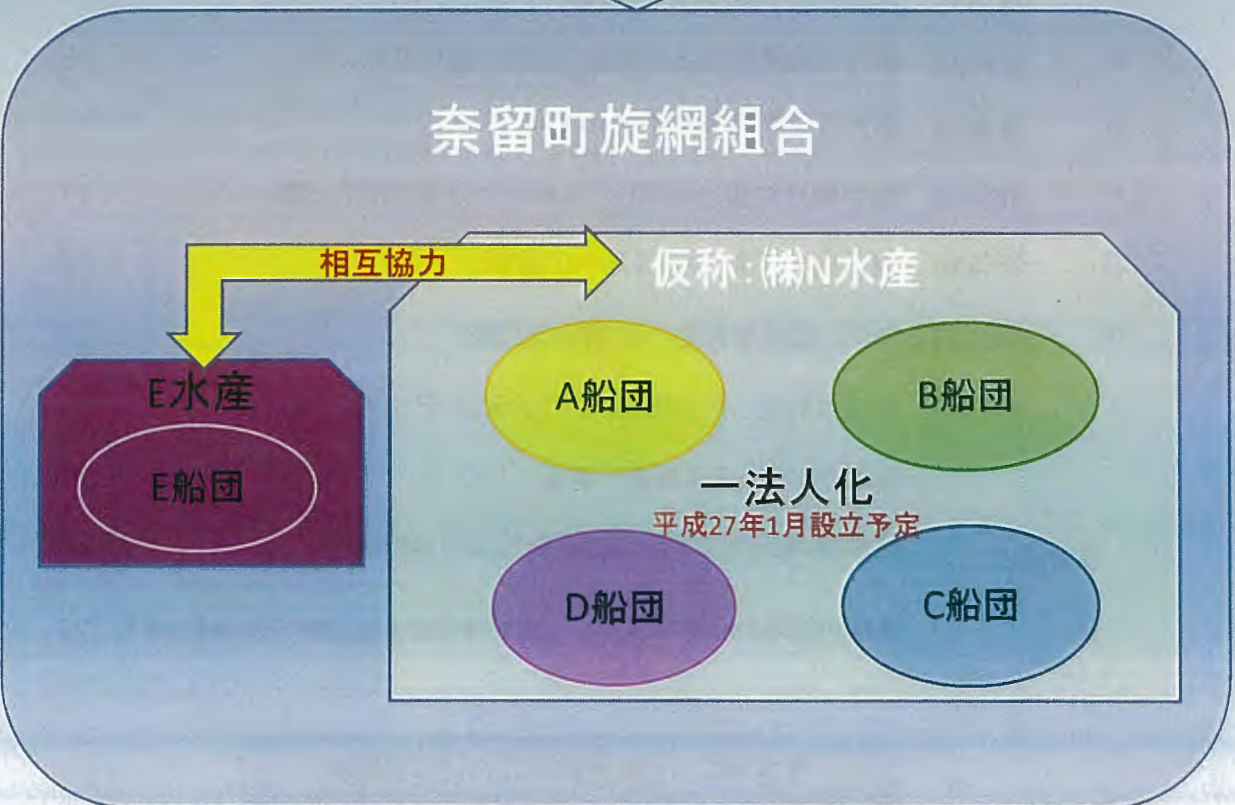 奈留町旋網組合
相互協力
仮称:㈱N水産
E水産
E船団
A船団
B船団
一法人化
平成27年1月設立予定
D船団
C船団